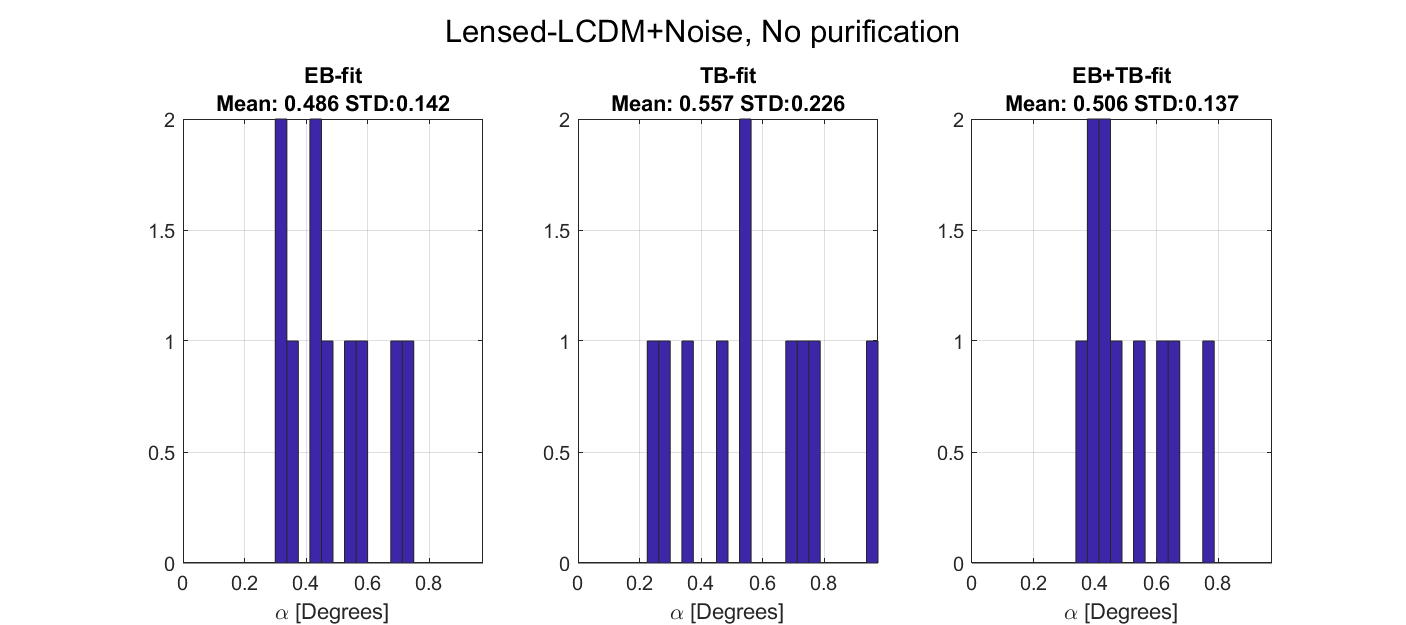 Lensed-LCDM+Noise, No purification
EB-fit
Mean: 0.486 STD:0.142
2
1.5
1
0.5
0
0 0.2 0.4 0.6 0.8
α [Degrees]
TB-fit
Mean: 0.557 STD:0.226
2
1.5
1
0.5
0
0 0.2 0.4 0.6 0.8
α [Degrees]
EB+TB-fit
Mean: 0.506 STD:0.137
2
1.5
1
0.5
0
0 0.2 0.4 0.6 0.8
α [Degrees]